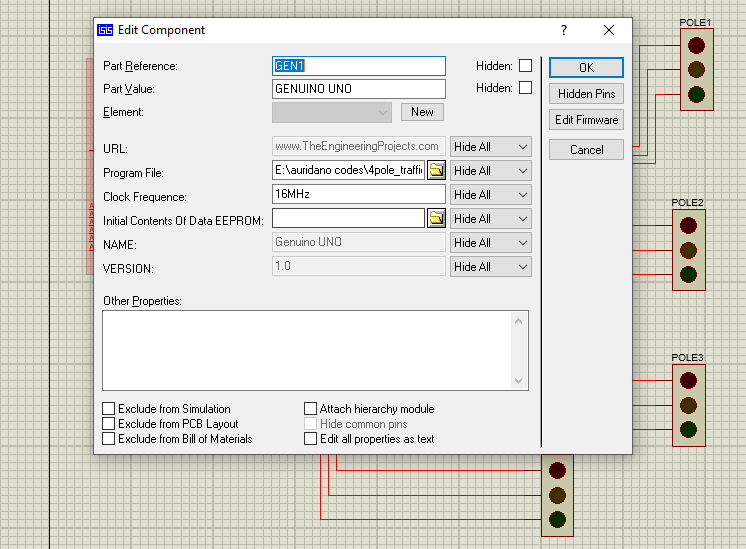 POLE1
isis Edit Component ?
Part Reference: GEN1 Hidden: OK
Part Value: GENUINO UNO Hidden: Hidden Pins
Element: New Edit Firmware
URL: www.TheEngineeringProjects.com Hide All Cancel
Program File: E:\auridano codes\4pole_traffi Hide All
Clock Frequence: 16MHz Hide All
Initial Contents Of Data EEPROM: Hide All
POLE2
NAME: Genuino UNO Hide All
VERSION: 1.0 Hide All
Other Properties:
POLE3
Exclude from Simulation Attach hierarchy module
Exclude from PCB Layout Hide common pins
Exclude from Bill of Materials Edit all properties as text